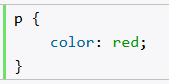 p {
    color: red;
}